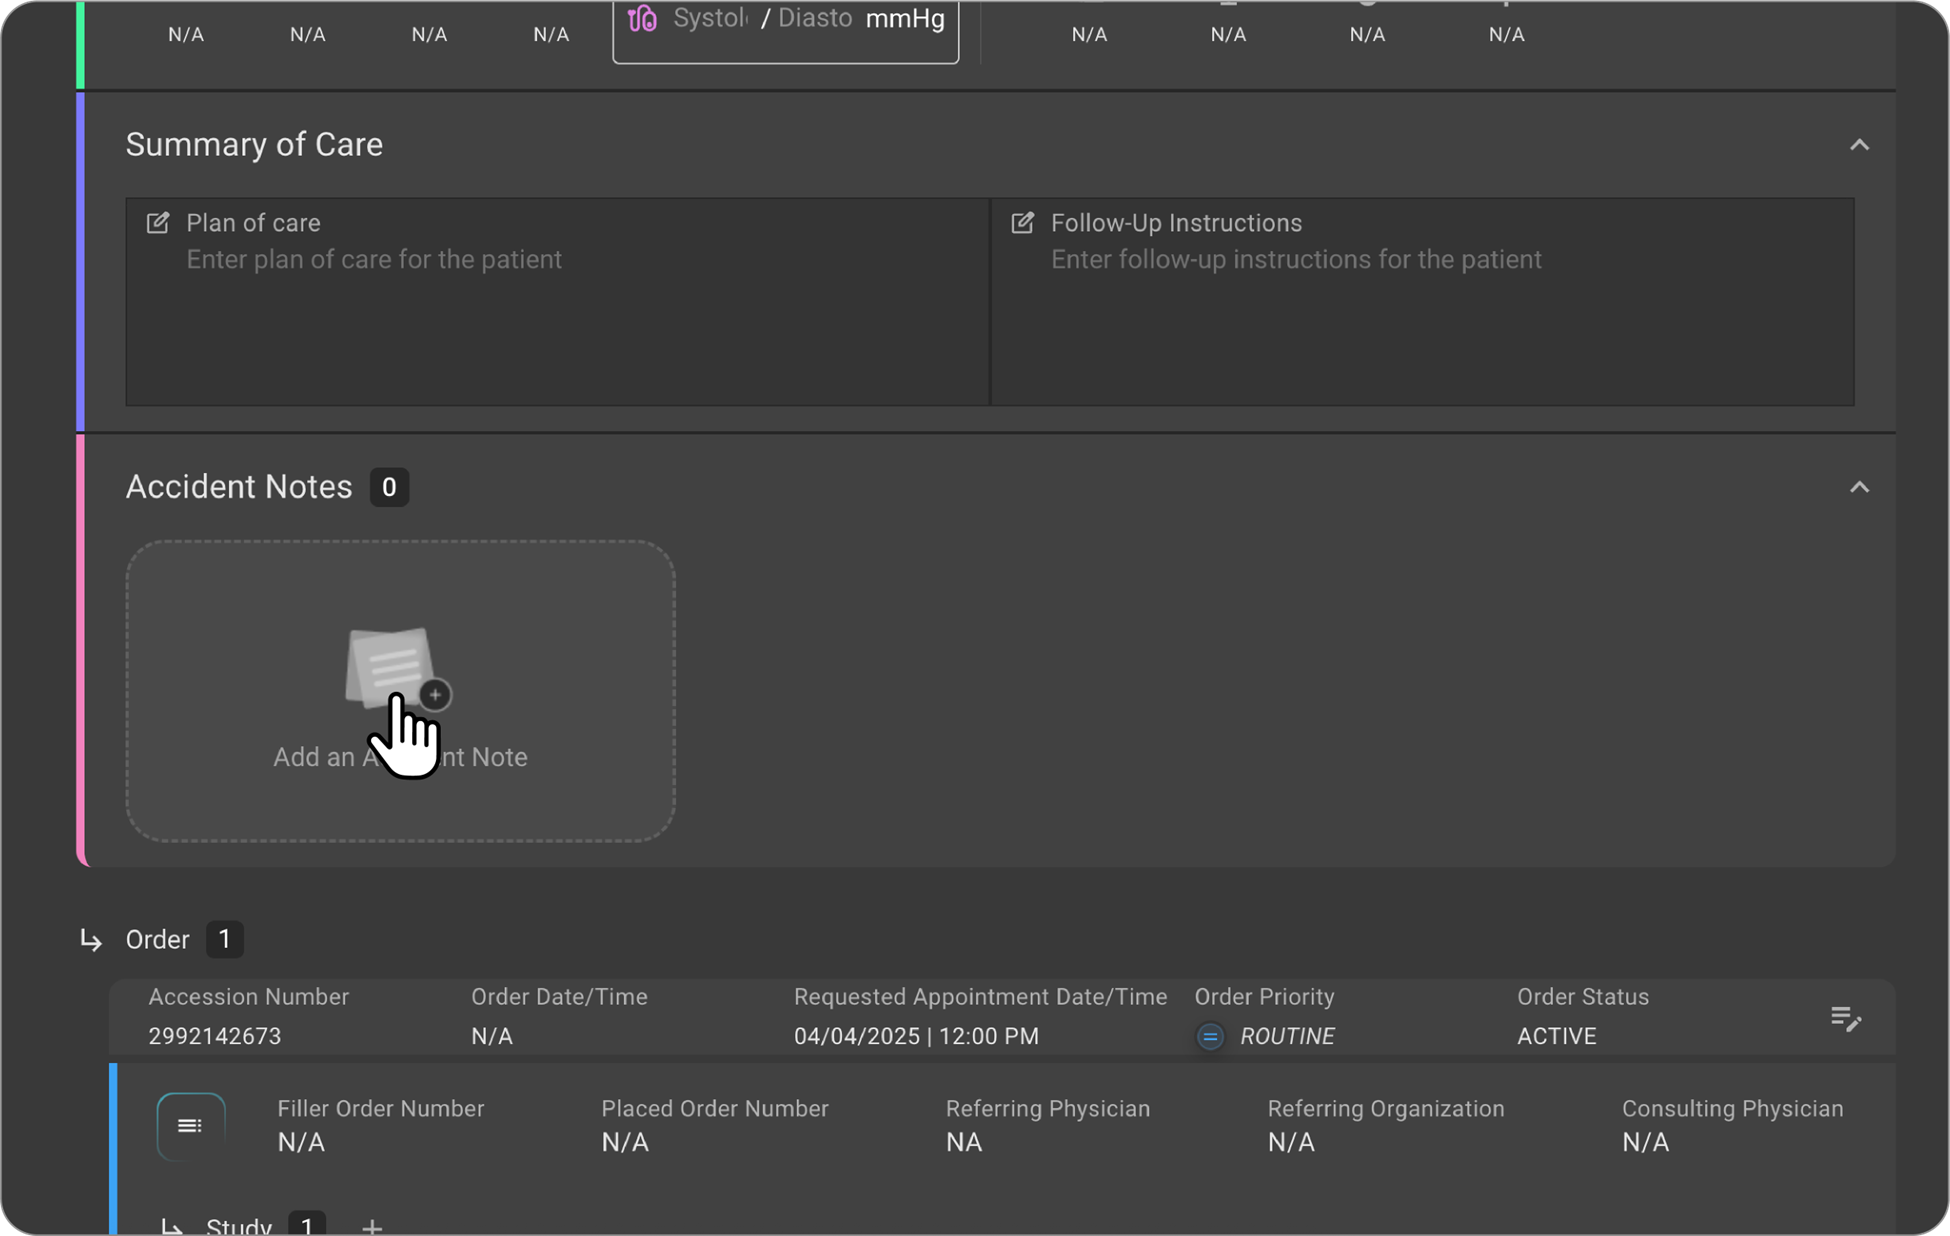 N/A N/A N/A N/A / Diasto mmHg N/A N/A N/A N/A
Summary of Care
Plan of care
Enter plan of care for the patient
Follow-Up Instructions
Enter follow-up instructions for the patient
Accident Notes 0
Add an A nt Note
Order 1
Accession Number Order Date/Time Requested Appointment Date/Time Order Priority Order Status
2992142673 N/A 04/04/2025 | 12:00 PM ROUTINE ACTIVE
Filler Order Number Placed Order Number Referring Physician Referring Organization Consulting Physician
N/A N/A NA N/A N/A
Study 1 +